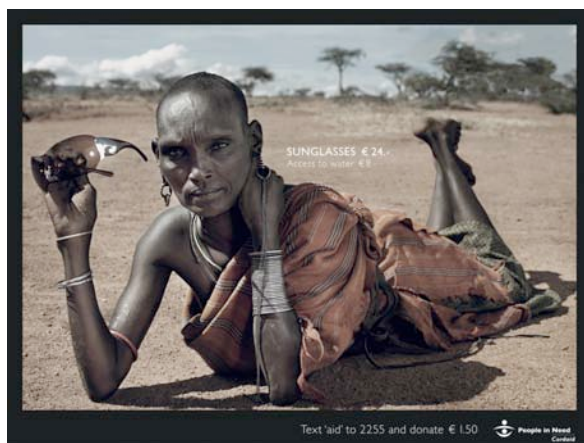 SUNGLASSES € 24.-
Access to water € 8.-
Text 'aid' to 2255 and donate € 1.50
People in Need
Cordaid